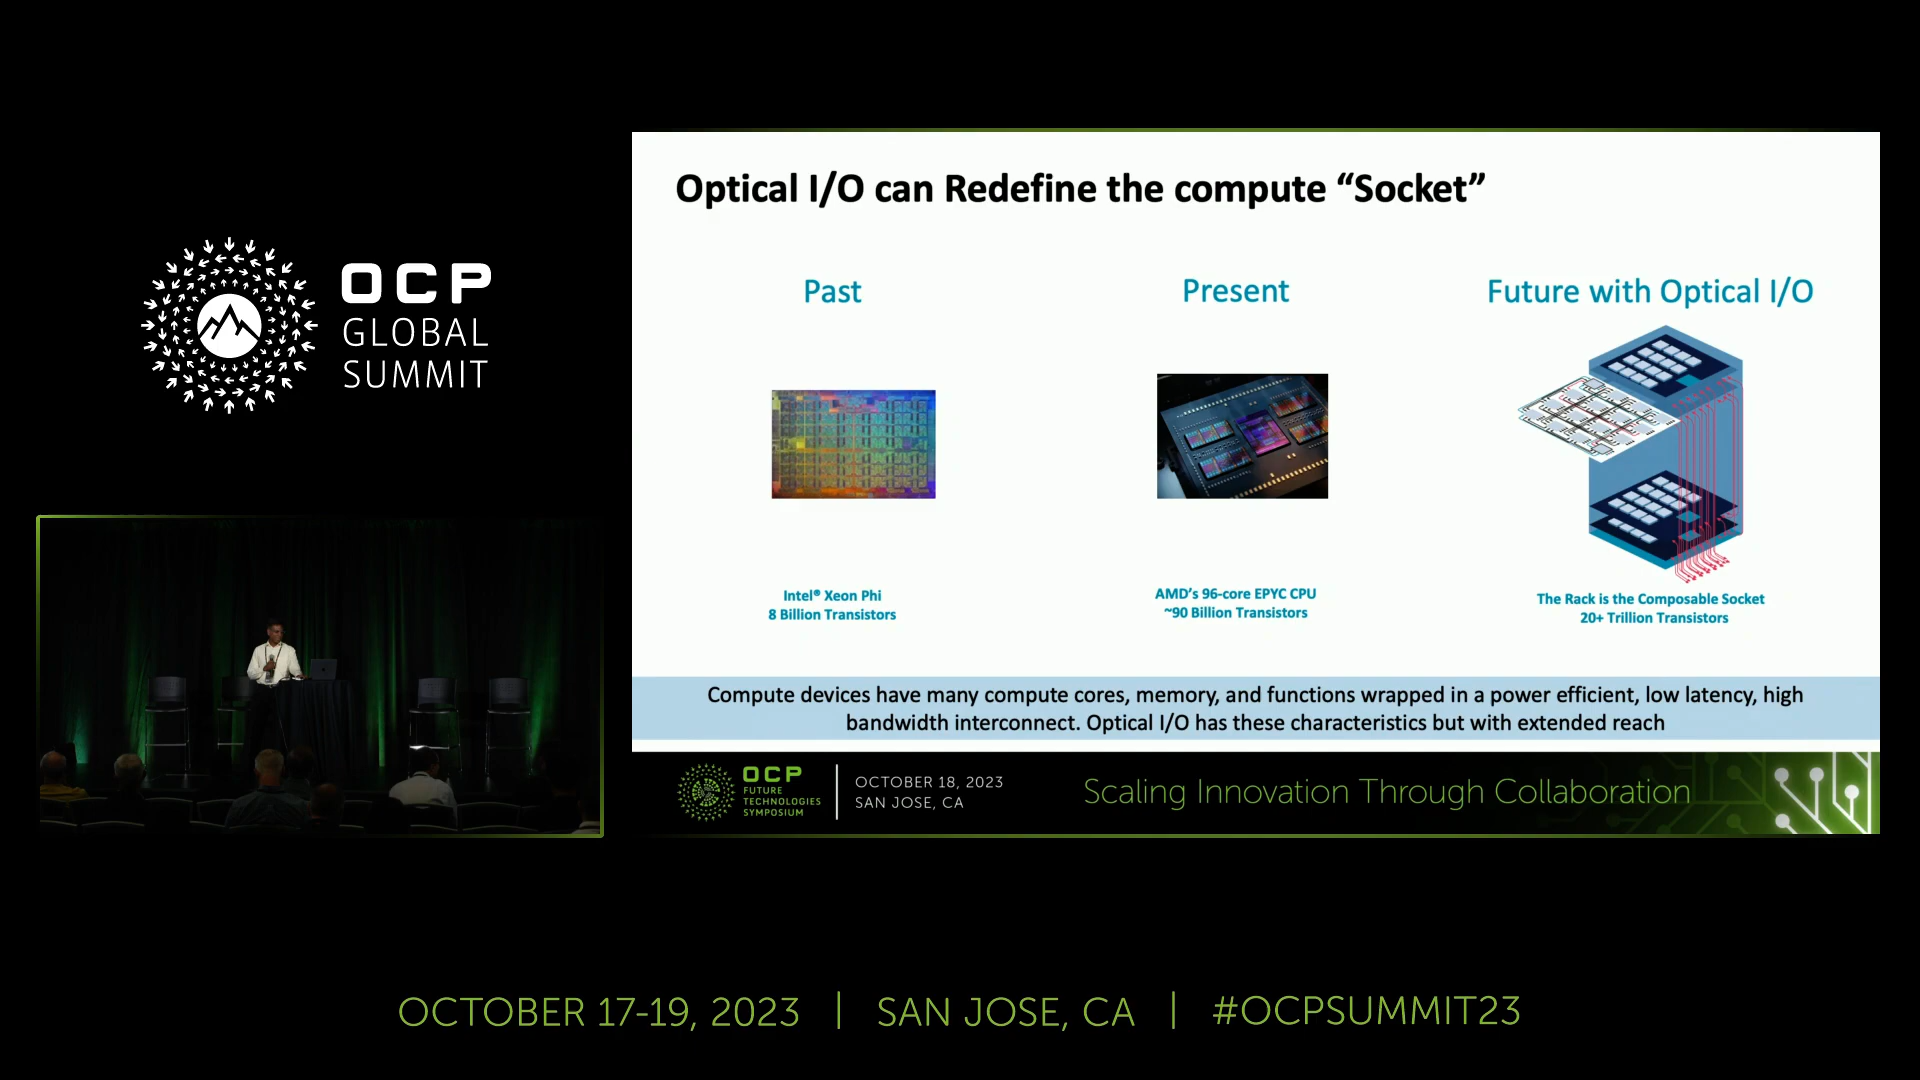 OCP
GLOBAL
SUMMIT
Optical I/O can Redefine the compute “Socket”
Past
Present
Future with Optical I/O
Intel® Xeon Phi
8 Billion Transistors
AMD’s 96-core EPYC CPU
~90 Billion Transistors
The Rack is the Composable Socket
20+ Trillion Transistors
Compute devices have many compute cores, memory, and functions wrapped in a power efficient, low latency, high
bandwidth interconnect. Optical I/O has these characteristics but with extended reach
OCP
FUTURE
TECHNOLOGIES
SYMPOSIUM
OCTOBER 18, 2023
SAN JOSE, CA
Scaling Innovation Through Collaboration
OCTOBER 17-19, 2023 | SAN JOSE, CA | #OCPSUMMIT23